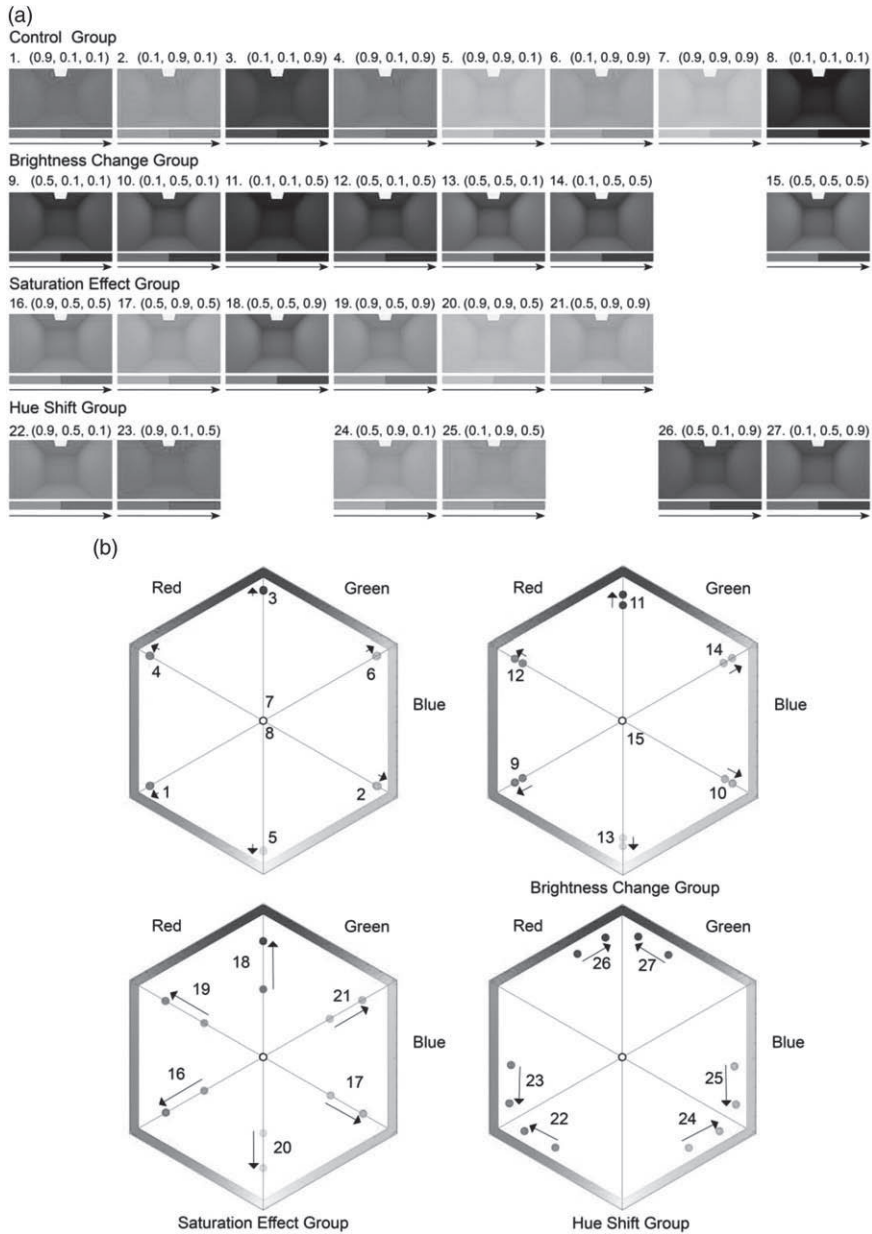 (a)
Control Group
1. (0.9, 0.1, 0.1) 2. (0.1, 0.9, 0.1) 3. (0.1, 0.1, 0.9) 4. (0.9, 0.1, 0.9) 5. (0.9, 0.9, 0.1) 6. (0.1, 0.9, 0.9) 7. (0.9, 0.9, 0.9) 8. (0.1, 0.1, 0.1)
Brightness Change Group
9. (0.5, 0.1, 0.1) 10. (0.1, 0.5, 0.1) 11. (0.1, 0.1, 0.5) 12. (0.5, 0.1, 0.5) 13. (0.5, 0.5, 0.1) 14. (0.1, 0.5, 0.5) 15. (0.5, 0.5, 0.5)
Saturation Effect Group
16. (0.9, 0.5, 0.5) 17. (0.5, 0.9, 0.5) 18. (0.5, 0.5, 0.9) 19. (0.9, 0.5, 0.9) 20. (0.9, 0.9, 0.5) 21. (0.5, 0.9, 0.9)
Hue Shift Group
22. (0.9, 0.5, 0.1) 23. (0.9, 0.1, 0.5) 24. (0.5, 0.9, 0.1) 25. (0.1, 0.9, 0.5) 26. (0.5, 0.1, 0.9) 27. (0.1, 0.5, 0.9)
(b)
Red Green
3
4 6
Blue
7
8
1 2
5
Red Green
11
12 14
Blue
15
9 10
13
Brightness Change Group
Red Green
18
19 21
Blue
16 17
20
Saturation Effect Group
Red Green
26 27
Blue
23 25
22 24
Hue Shift Group